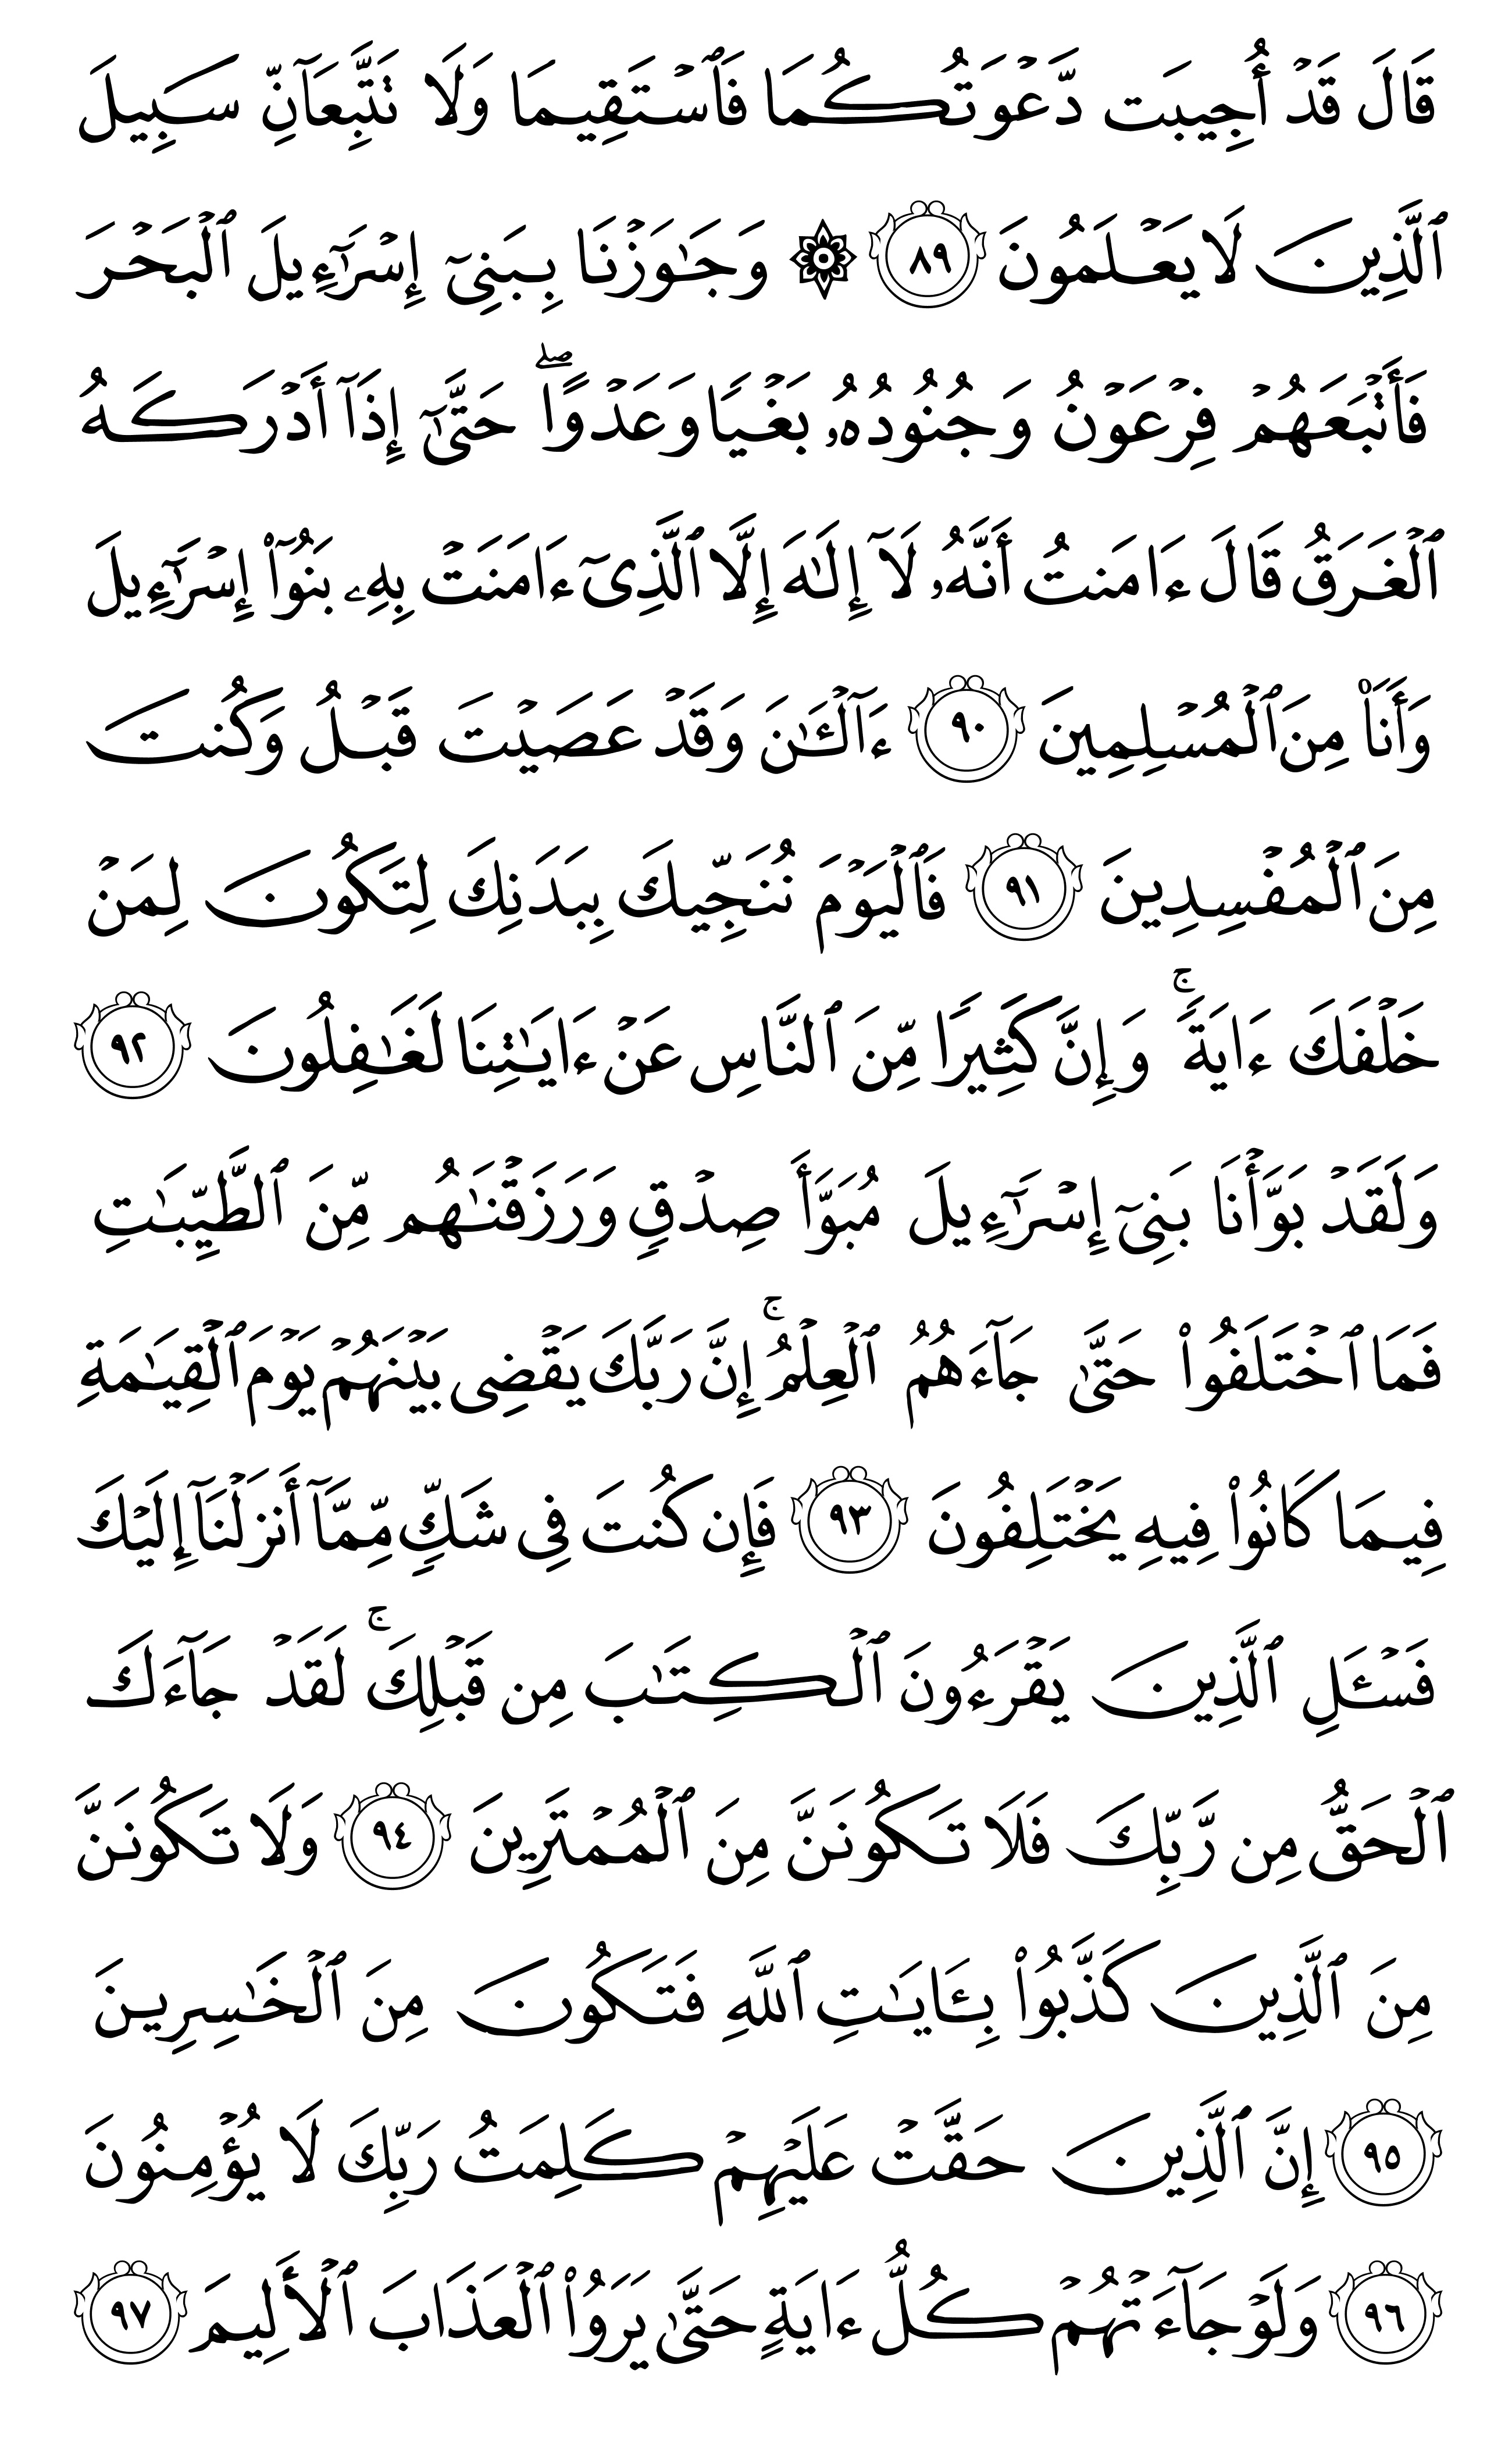 قَالَ قَدۡ أُجِيبَت دَّعۡوَتُكُمَا فَٱسۡتَقِيمَا وَلَا تَتَّبِعَآنِّ سَبِيلَ
ٱلَّذِينَ لَا يَعۡلَمُونَ ٨٩ ۞ وَجَٰوَزۡنَا بِبَنِيٓ إِسۡرَٰٓءِيلَ ٱلۡبَحۡرَ
فَأَتۡبَعَهُمۡ فِرۡعَوۡنُ وَجُنُودُهُۥ بَغۡيٗا وَعَدۡوًاۖ حَتَّىٰٓ إِذَآ أَدۡرَكَهُ
ٱلۡغَرَقُ قَالَ ءَامَنتُ أَنَّهُۥ لَآ إِلَٰهَ إِلَّا ٱلَّذِيٓ ءَامَنَتۡ بِهِۦ بَنُوٓاْ إِسۡرَٰٓءِيلَ
وَأَنَا۠ مِنَ ٱلۡمُسۡلِمِينَ ٩٠ ءَآلۡـَٰٔنَ وَقَدۡ عَصَيۡتَ قَبۡلُ وَكُنتَ
مِنَ ٱلۡمُفۡسِدِينَ ٩١ فَٱلۡيَوۡمَ نُنَجِّيكَ بِبَدَنِكَ لِتَكُونَ لِمَنۡ
خَلۡفَكَ ءَايَةٗۚ وَإِنَّ كَثِيرٗا مِّنَ ٱلنَّاسِ عَنۡ ءَايَٰتِنَا لَغَٰفِلُونَ ٩٢
وَلَقَدۡ بَوَّأۡنَا بَنِيٓ إِسۡرَٰٓءِيلَ مُبَوَّأَ صِدۡقٖ وَرَزَقۡنَٰهُم مِّنَ ٱلطَّيِّبَٰتِ
فَمَا ٱخۡتَلَفُواْ حَتَّىٰ جَآءَهُمُ ٱلۡعِلۡمُۚ إِنَّ رَبَّكَ يَقۡضِي بَيۡنَهُمۡ يَوۡمَ ٱلۡقِيَٰمَةِ
فِيمَا كَانُواْ فِيهِ يَخۡتَلِفُونَ ٩٣ فَإِن كُنتَ فِي شَكّٖ مِّمَّآ أَنزَلۡنَآ إِلَيۡكَ
فَسۡـَٔلِ ٱلَّذِينَ يَقۡرَءُونَ ٱلۡكِتَٰبَ مِن قَبۡلِكَۚ لَقَدۡ جَآءَكَ
ٱلۡحَقُّ مِن رَّبِّكَ فَلَا تَكُونَنَّ مِنَ ٱلۡمُمۡتَرِينَ ٩٤ وَلَا تَكُونَنَّ
مِنَ ٱلَّذِينَ كَذَّبُواْ بِـَٔايَٰتِ ٱللَّهِ فَتَكُونَ مِنَ ٱلۡخَٰسِرِينَ
٩٥ إِنَّ ٱلَّذِينَ حَقَّتۡ عَلَيۡهِمۡ كَلِمَتُ رَبِّكَ لَا يُؤۡمِنُونَ
٩٦ وَلَوۡ جَآءَتۡهُمۡ كُلُّ ءَايَةٍ حَتَّىٰ يَرَوُاْ ٱلۡعَذَابَ ٱلۡأَلِيمَ ٩٧